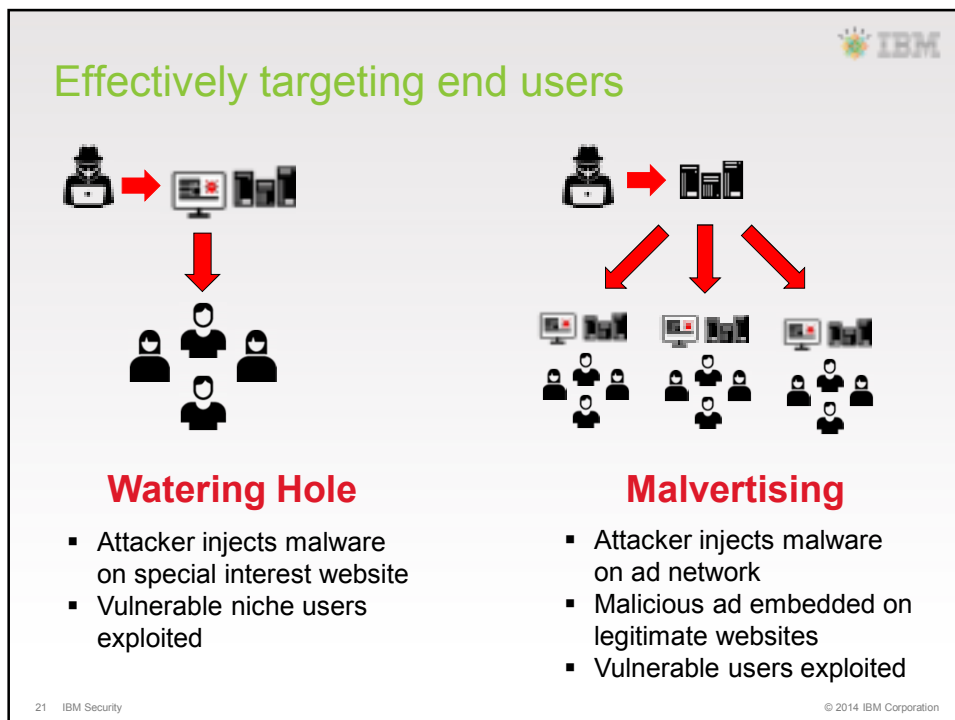 IBM
Effectively targeting end users
Watering Hole
▪ Attacker injects malware
on special interest website
▪ Vulnerable niche users
exploited
Malvertising
▪ Attacker injects malware
on ad network
▪ Malicious ad embedded on
legitimate websites
▪ Vulnerable users exploited
21 IBM Security
© 2014 IBM Corporation